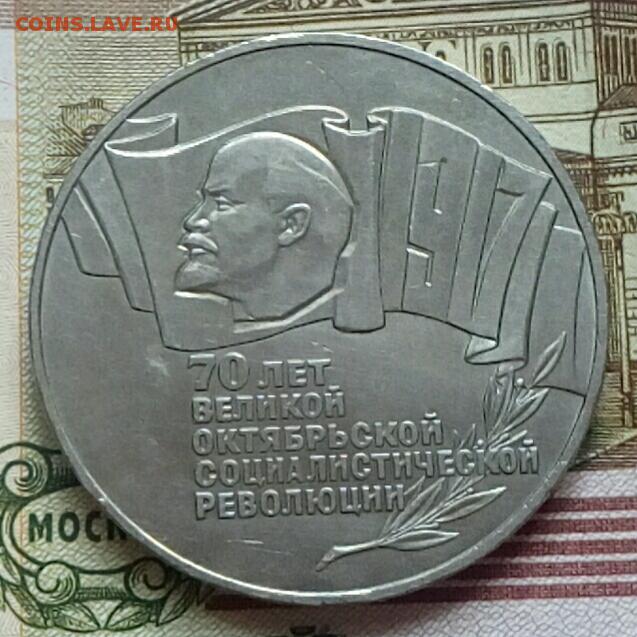 COINS.LAVE.RU
1917
70 ЛЕТ
ВЕЛИКОЙ
ОКТЯБРЬСКОЙ
СОЦИАЛИСТИЧЕСКОЙ
РЕВОЛЮЦИИ
МОСК